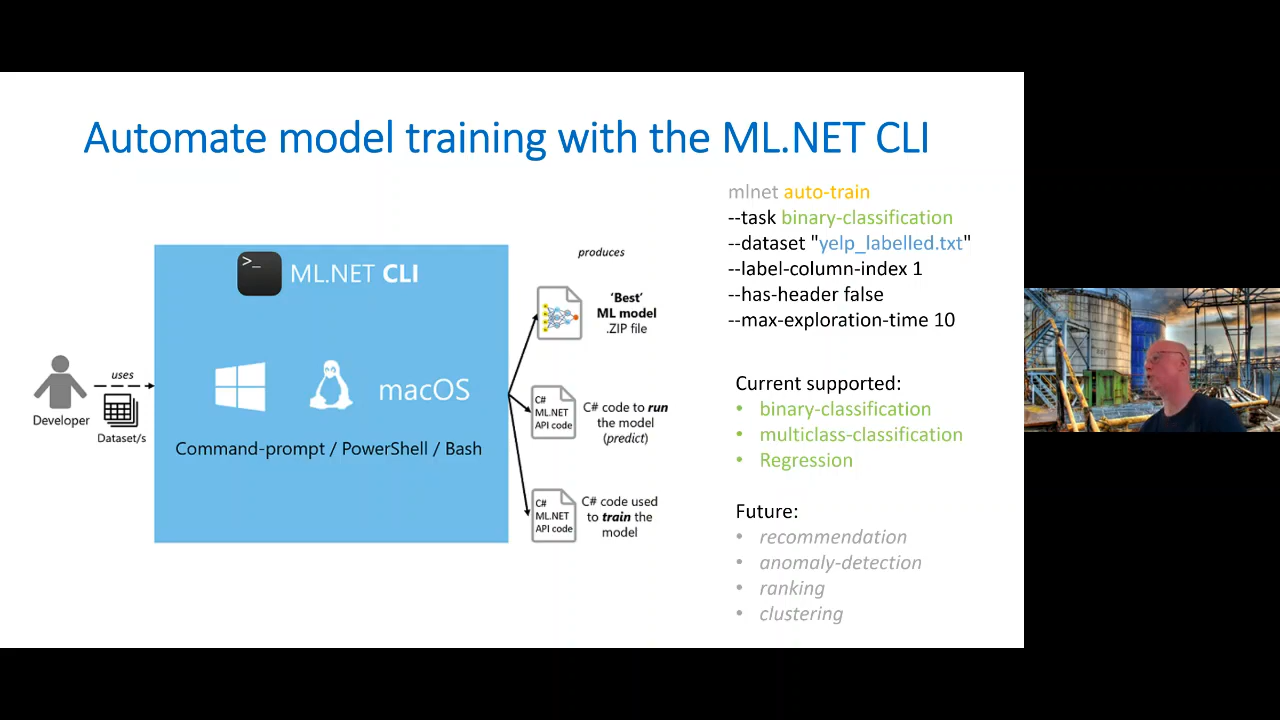 Automate model training with the ML.NET CLI
>_ ML.NET CLI
macOS
Command-prompt / PowerShell / Bash
uses
Developer
Dataset/s
produces
'Best'
ML model
.ZIP file
C#
ML.NET
API code
C# code to run
the model
(predict)
C#
ML.NET
API code
C# code used
to train the
model
mlnet auto-train
--task binary-classification
--dataset "yelp_labelled.txt"
--label-column-index 1
--has-header false
--max-exploration-time 10
Current supported:
• binary-classification
• multiclass-classification
• Regression
Future:
• recommendation
• anomaly-detection
• ranking
• clustering